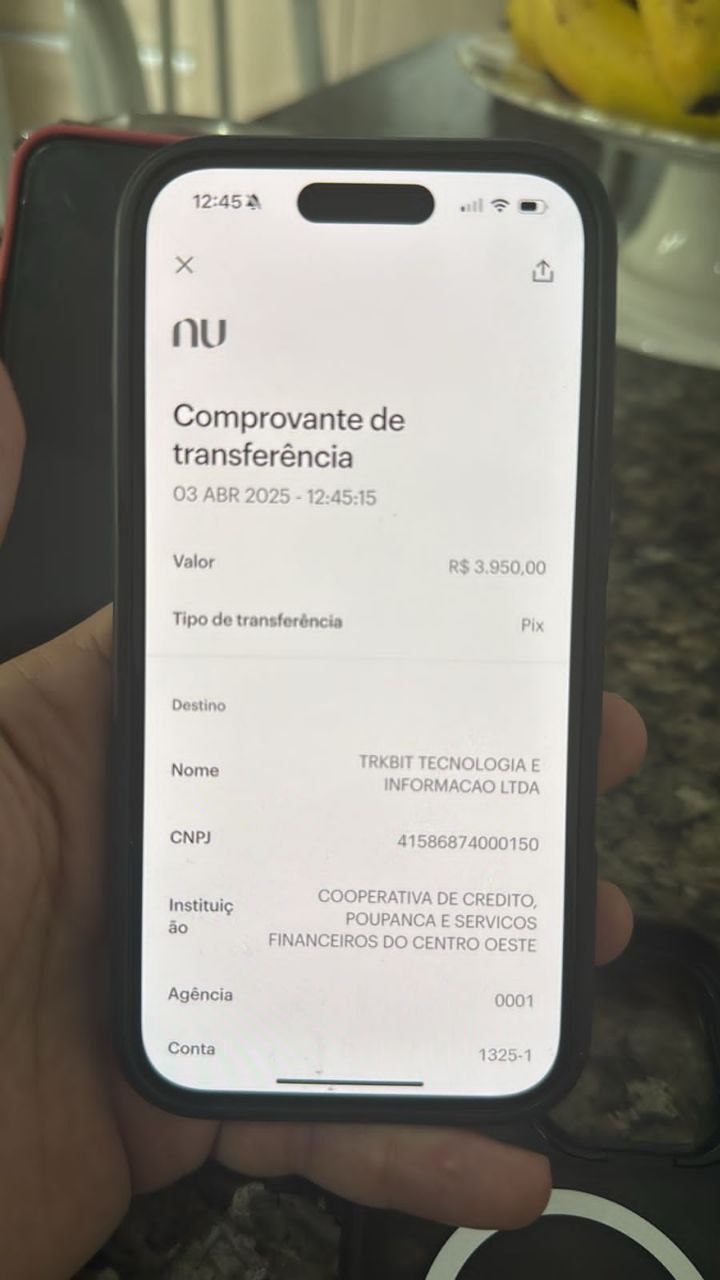 12:45
nu
Comprovante de
transferência
03 ABR 2025 - 12:45:15
Valor
R$ 3.950,00
Tipo de transferência
Pix
Destino
Nome
TRKBIT TECNOLOGIA E
INFORMACAO LTDA
CNPJ
41586874000150
Instituiç
ão
COOPERATIVA DE CREDITO,
POUPANCA E SERVICOS
FINANCEIROS DO CENTRO OESTE
Agência
0001
Conta
1325-1